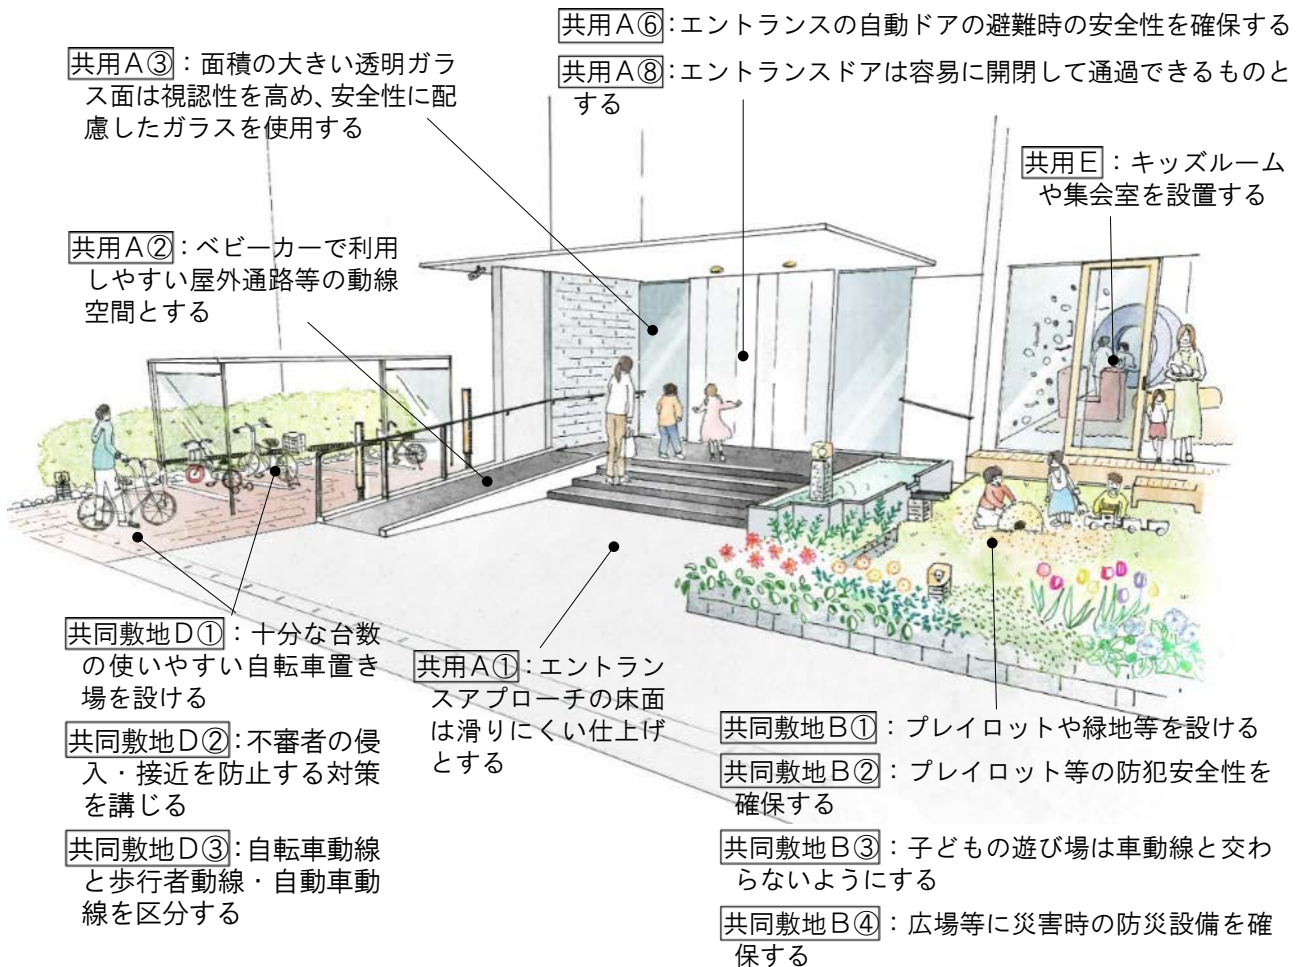 共用A⑥：エントランスの自動ドアの避難時の安全性を確保する
共用A⑧：エントランスドアは容易に開閉して通過できるものと
する
共用A③：面積の大きい透明ガラ
ス面は視認性を高め、安全性に配
慮したガラスを使用する
共用E：キッズルーム
や集会室を設置する
共用A②：ベビーカーで利用
しやすい屋外通路等の動線
空間とする
共同敷地D①：十分な台数
の使いやすい自転車置き
場を設ける
共同敷地D②：不審者の侵
入・接近を防止する対策
を講じる
共同敷地D③：自転車動線
と歩行者動線・自動車動
線を区分する
共用A①：エントラン
スアプローチの床面
は滑りにくい仕上げ
とする
共同敷地B①：プレイロットや緑地等を設ける
共同敷地B②：プレイロット等の防犯安全性を
確保する
共同敷地B③：子どもの遊び場は車動線と交わ
らないようにする
共同敷地B④：広場等に災害時の防災設備を確
保する